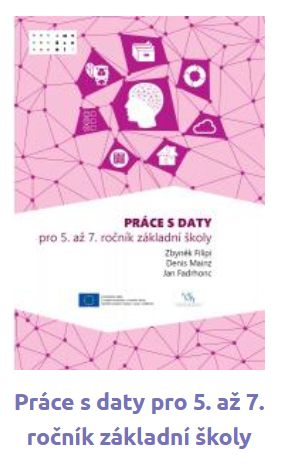 PRÁCE S DATY
pro 5. až 7. ročník základní školy
Zbyněk Filipi
Denis Mainz
Jan Fadrhonc
Práce s daty pro 5. až 7.
ročník základní školy